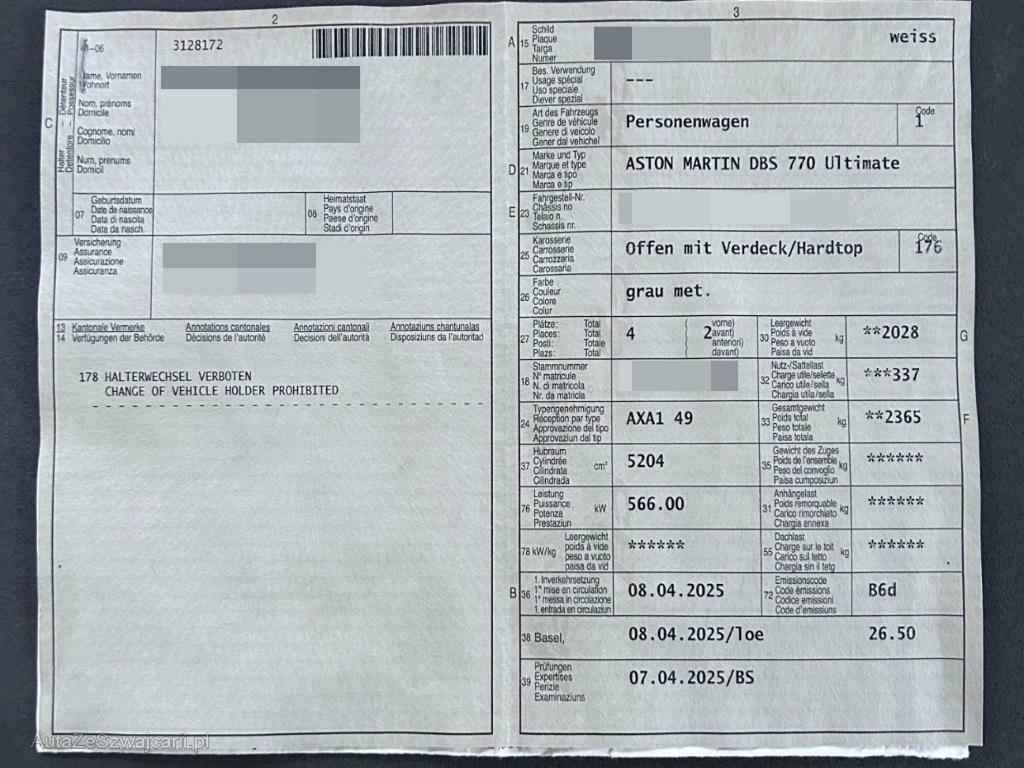 2
06
3128172
C
Halter – Détenteur
Detentore – Possessur
Name, Vornamen
Wohnort
Nom, prénoms
Domicile
Cognome, nomi
Domicilio
Num, prenums
Domicil
07
Geburtsdatum
Date de naissance
Data di nascita
Data da nasch.
08
Heimatstaat
Pays d'origine
Paese d'origine
Stadi d'origin
09
Versicherung
Assurance
Assicurazione
Assicuranza
13 Kantonale Vermerke Annotations cantonales Annotazioni cantonali Annotaziuns chantunalas
14 Verfügungen der Behörde Décisions de l'autorité Decisioni dell'autorità Disposiziuns da l'autoritad
178 HALTERWECHSEL VERBOTEN
CHANGE OF VEHICLE HOLDER PROHIBITED
3
A 15
Schild
Plaque
Targa
Numer
weiss
17
Bes. Verwendung
Usage spécial
Uso speciale
Diever spezial
---
19
Art des Fahrzeugs
Genre de véhicule
Genere di veicolo
Gener dal vehichel
Personenwagen
Code
1
D 21
Marke und Typ
Marque et type
Marca e tipo
Marca e tip
ASTON MARTIN DBS 770 Ultimate
E 23
Fahrgestell-Nr.
Châssis no
Telaio n.
Schassis nr.
25
Karosserie
Carrosserie
Carrozzeria
Carossaria
Offen mit Verdeck/Hardtop
Code
176
26
Farbe
Couleur
Colore
Colur
grau met.
27
Plätze: Total
Places: Total
Posti: Totale
Plazs: Total
4
2
vorne)
avant)
anteriori)
davant)
30
Leergewicht
Poids à vide
Peso a vuoto
Paisa da vid
kg
**2028
G
18
Stammnummer
N° matricule
N. di matricola
Nr. da matricla
32
Nutz-/Sattellast
Charge utile/sellette
Carico utile/sella
Chargia utila/sella
kg
***337
24
Typengenehmigung
Réception par type
Approvazione del tipo
Approvaziun dal tip
AXA1 49
33
Gesamtgewicht
Poids total
Peso totale
Paisa totala
kg
**2365
F
37
Hubraum
Cylindrée
Cilindrata
Cilindrada
cm³
5204
35
Gewicht des Zuges
Poids de l'ensemble
Peso del convoglio
Paisa cumposiziun
kg
******
76
Leistung
Puissance
Potenza
Prestaziun
kW
566.00
31
Anhängelast
Poids remorquable
Carico rimorchiato
Chargia annexa
kg
******
78 kW/kg
Leergewicht
poids à vide
peso a vuoto
paisa da vid
******
55
Dachlast
Charge sur le toit
Carico sul tetto
Chargia sin il tetg
kg
******
B 36
1. Inverkehrsetzung
1re mise en circulation
1a messa in circolazione
1. entrada en circulaziun
08.04.2025
72
Emissionscode
Code émissions
Codice emissioni
Code d'emissiuns
B6d
38 Basel,
08.04.2025/loe
26.50
39
Prüfungen
Expertises
Perizie
Examinaziuns
07.04.2025/BS
AutaZeSzwajcarii.pl